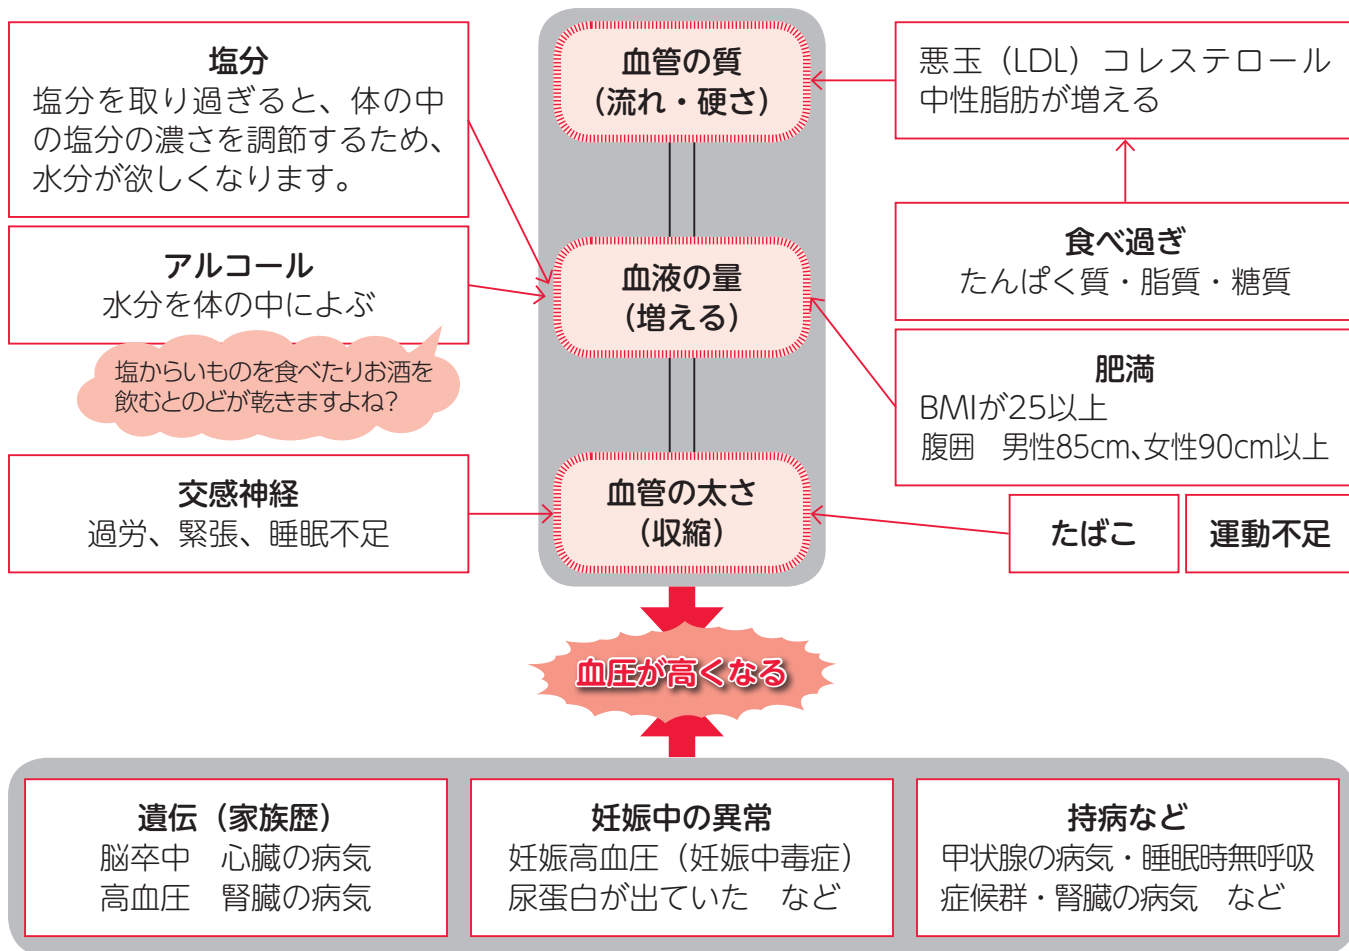 塩分
塩分を取り過ぎると、体の中
の塩分の濃さを調節するため、
水分が欲しくなります。
アルコール
水分を体の中によぶ
塩からいものを食べたりお酒を
飲むとのどが乾きますよね?
交感神経
過労、緊張、睡眠不足
血管の質
(流れ・硬さ)
血液の量
(増える)
血管の太さ
(収縮)
悪玉(LDL)コレステロール
中性脂肪が増える
食べ過ぎ
たんぱく質・脂質・糖質
肥満
BMIが25以上
腹囲 男性85cm、女性90cm以上
たばこ
運動不足
血圧が高くなる
遺伝(家族歴)
脳卒中 心臓の病気
高血圧 腎臓の病気
妊娠中の異常
妊娠高血圧(妊娠中毒症)
尿蛋白が出ていた など
持病など
甲状腺の病気・睡眠時無呼吸
症候群・腎臓の病気 など